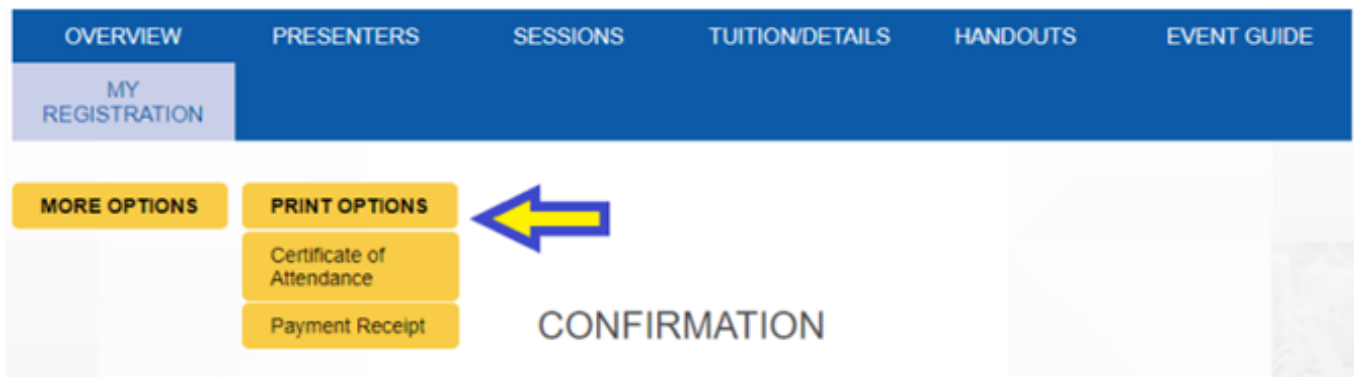 OVERVIEW
PRESENTERS
SESSIONS
TUITION/DETAILS
HANDOUTS
EVENT GUIDE
MY
REGISTRATION
MORE OPTIONS
PRINT OPTIONS
Certificate of
Attendance
Payment Receipt
CONFIRMATION